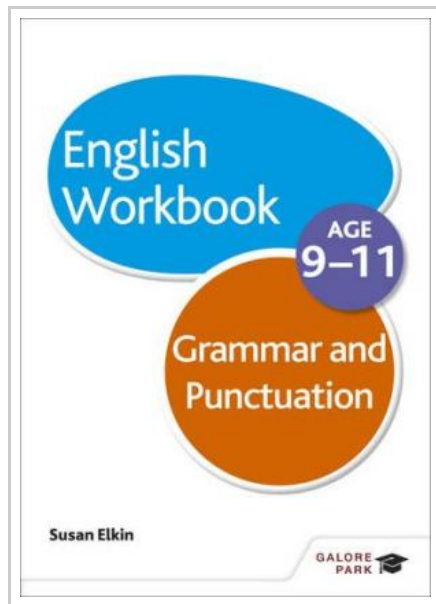 English
Workbook
AGE
9–11
Grammar and
Punctuation
Susan Elkin
GALORE
PARK